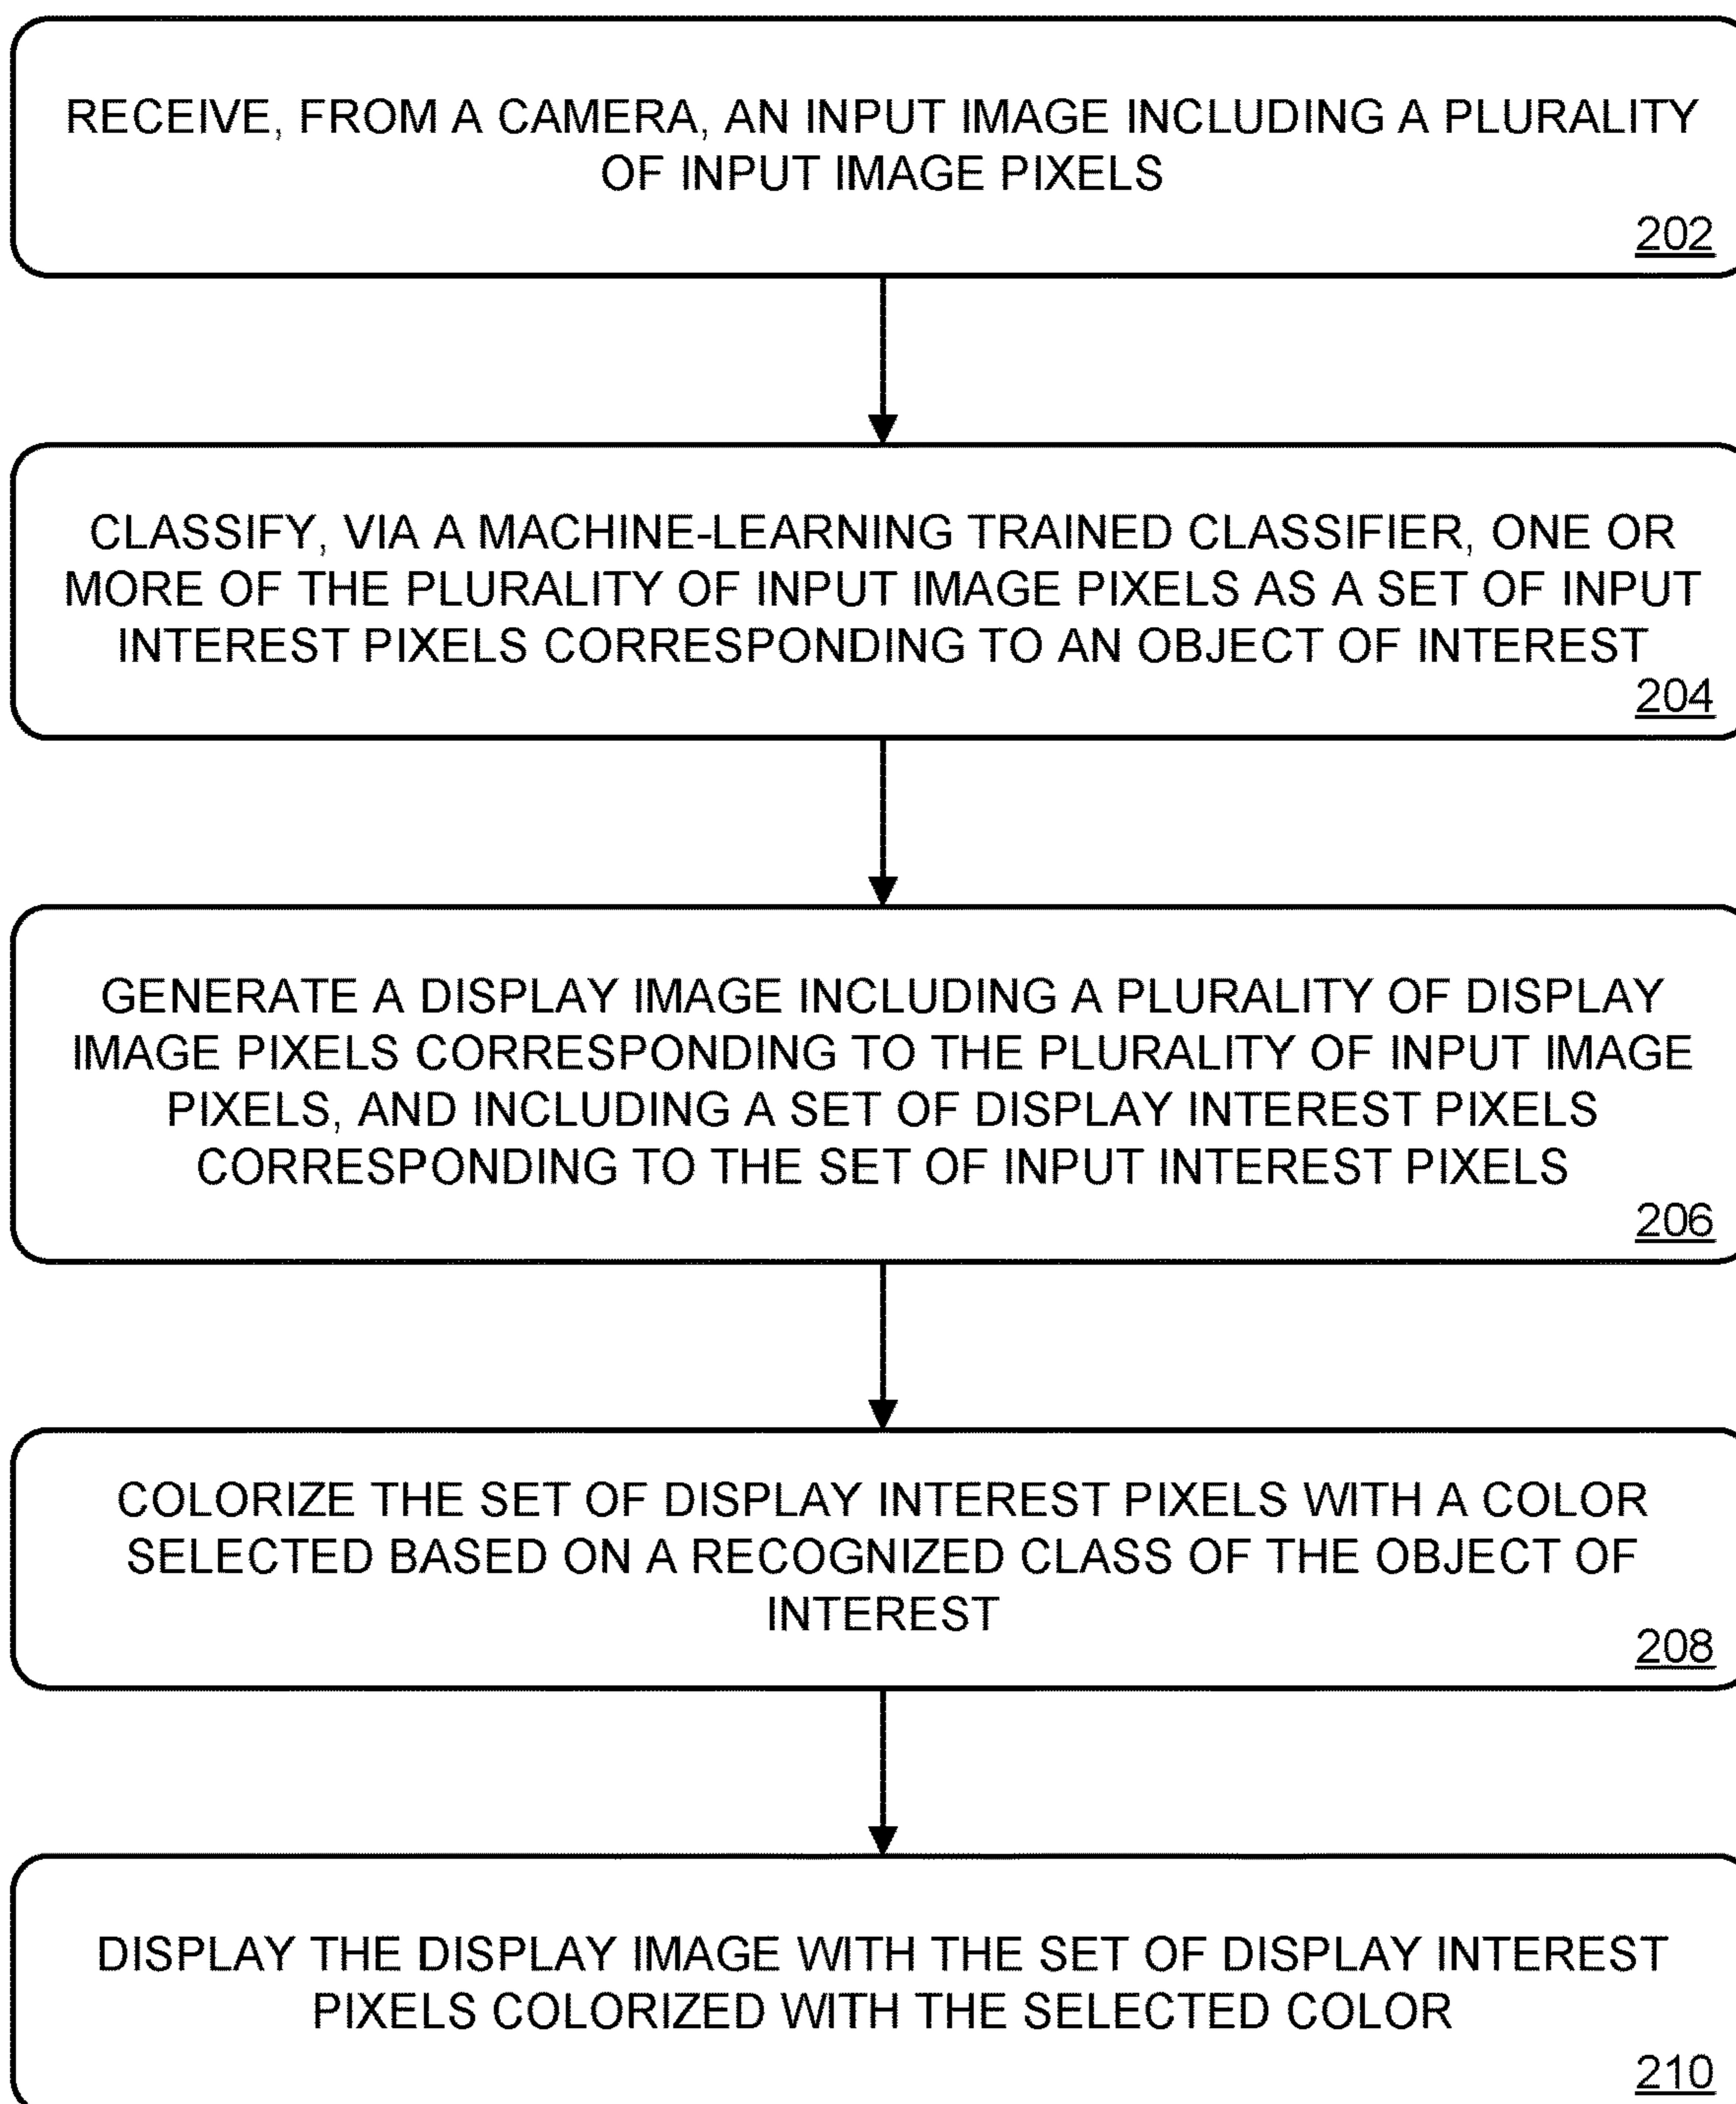 RECEIVE, FROM A CAMERA, AN INPUT IMAGE INCLUDING A PLURALITY
OF INPUT IMAGE PIXELS
202
CLASSIFY, VIA A MACHINE-LEARNING TRAINED CLASSIFIER, ONE OR
MORE OF THE PLURALITY OF INPUT IMAGE PIXELS AS A SET OF INPUT
INTEREST PIXELS CORRESPONDING TO AN OBJECT OF INTEREST
204
GENERATE A DISPLAY IMAGE INCLUDING A PLURALITY OF DISPLAY
IMAGE PIXELS CORRESPONDING TO THE PLURALITY OF INPUT IMAGE
PIXELS, AND INCLUDING A SET OF DISPLAY INTEREST PIXELS
CORRESPONDING TO THE SET OF INPUT INTEREST PIXELS
206
COLORIZE THE SET OF DISPLAY INTEREST PIXELS WITH A COLOR
SELECTED BASED ON A RECOGNIZED CLASS OF THE OBJECT OF
INTEREST
208
DISPLAY THE DISPLAY IMAGE WITH THE SET OF DISPLAY INTEREST
PIXELS COLORIZED WITH THE SELECTED COLOR
210